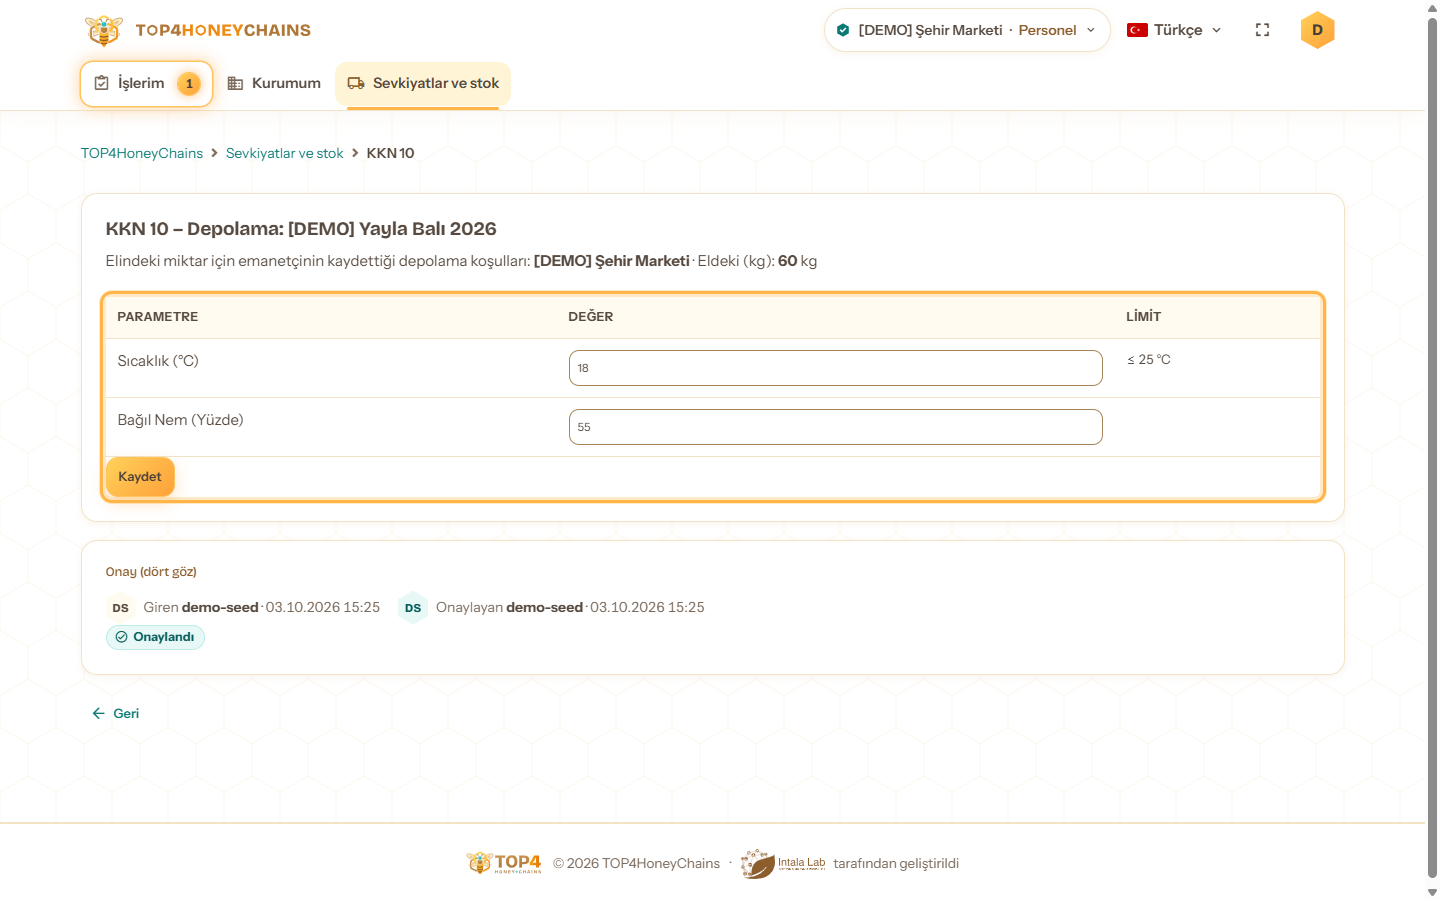 TOP4HONEYCHAINS
[DEMO] Şehir Marketi · Personel
Türkçe
D
İşlerim 1
Kurumum
Sevkiyatlar ve stok
TOP4HoneyChains > Sevkiyatlar ve stok > KKN 10
KKN 10 – Depolama: [DEMO] Yayla Balı 2026
Elindeki miktar için emanetçinin kaydettiği depolama koşulları: [DEMO] Şehir Marketi · Eldeki (kg): 60 kg
PARAMETRE DEĞER LİMİT
Sıcaklık (°C) 18 ≤ 25 °C
Bağıl Nem (Yüzde) 55
Kaydet
Onay (dört göz)
DS Giren demo-seed · 03.10.2026 15:25 DS Onaylayan demo-seed · 03.10.2026 15:25
Onaylandı
Geri
TOP4 © 2026 TOP4HoneyChains · Intala Lab tarafından geliştirildi